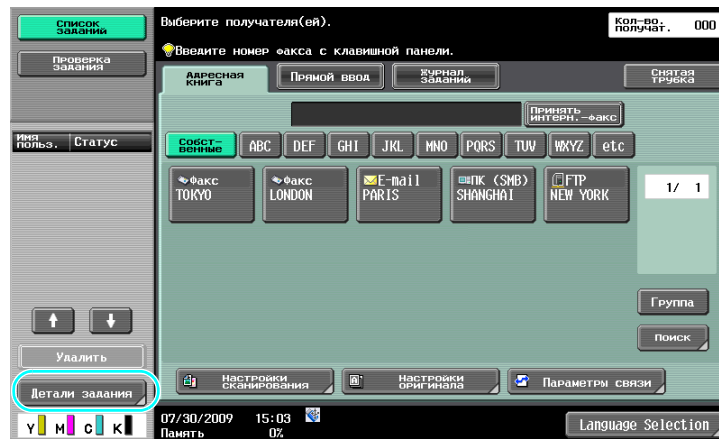 Список
заданий
Проверка
задания
Имя
польз.
Статус
Удалить
Детали задания
Y M C K
Выберите получателя(ей).
Кол-во.
получат.
000
Введите номер факса с клавишной панели.
Адресная
книга
Прямой ввод
Журнал
заданий
Снятая
трубка
Принять
интерн.-факс
Собст-
венные
ABC DEF GHI JKL MNO PQRS TUV WXYZ etc
Факс
TOKYO
Факс
LONDON
E-mail
PARIS
ПК (SMB)
SHANGHAI
FTP
NEW YORK
1/ 1
Группа
Поиск
Настройки
сканирования
Настройки
оригинала
Параметры связи
07/30/2009 15:03
Память 0%
Language Selection